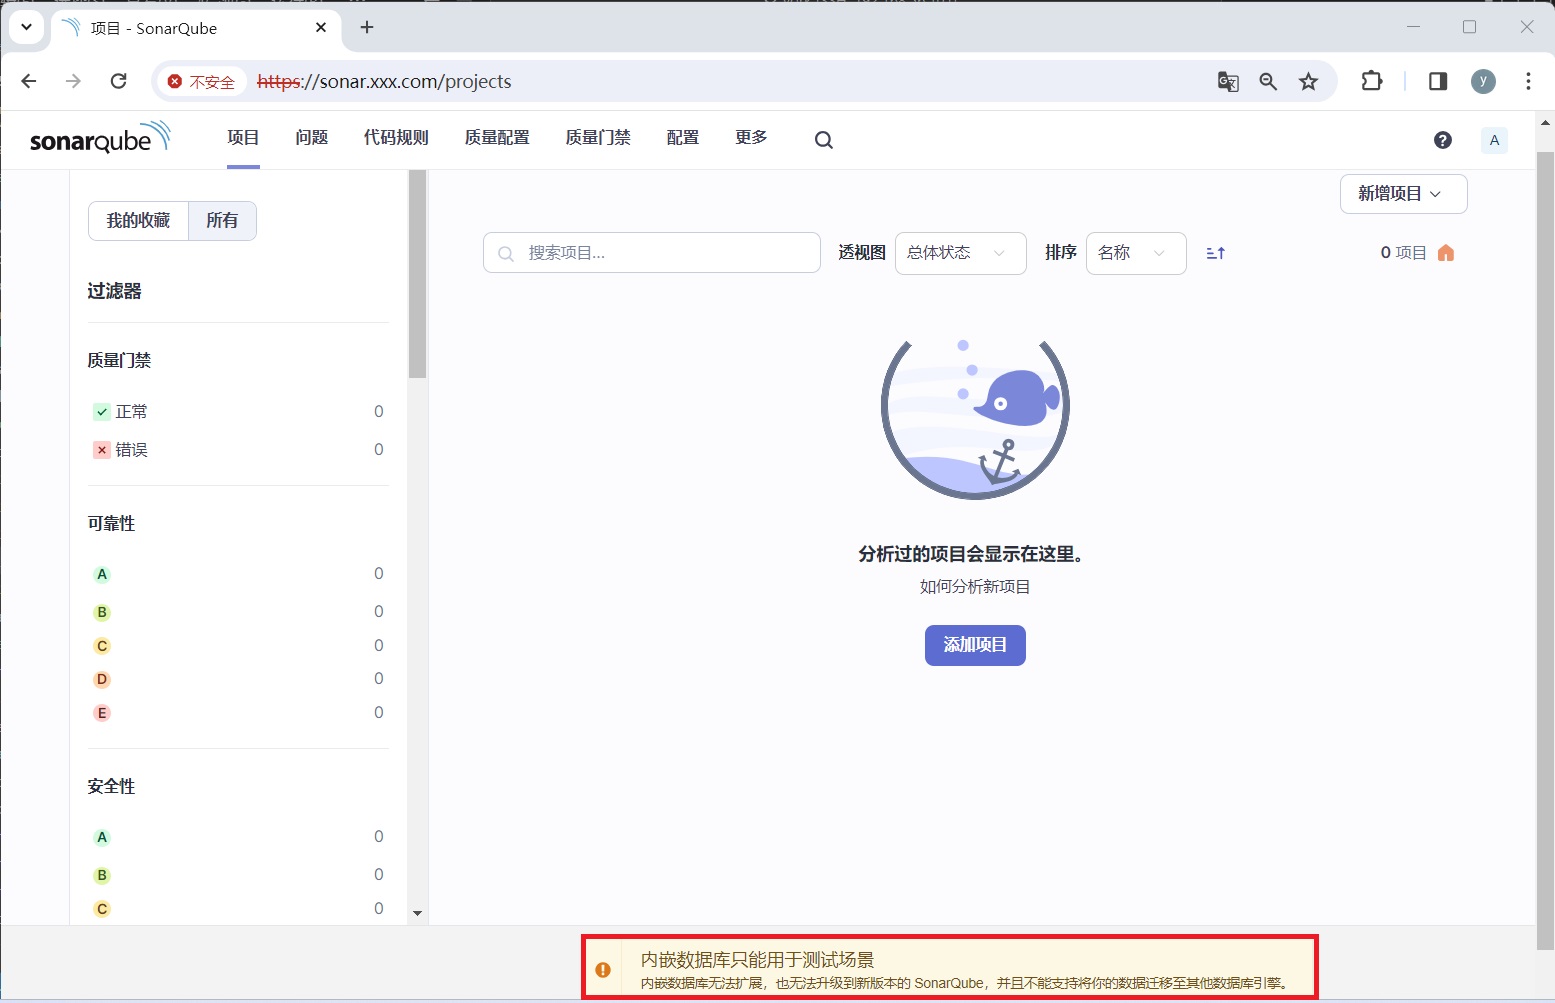 项目 - SonarQube
不安全 https://sonar.xxx.com/projects
y
sonarqube 项目 问题 代码规则 质量配置 质量门禁 配置 更多 ? A
新增项目
我的收藏 所有
搜索项目... 透视图 总体状态 排序 名称 0 项目
过滤器
质量门禁
正常 0
错误 0
可靠性
A 0
B 0
C 0
D 0
E 0
安全性
A 0
B 0
C 0
分析过的项目会显示在这里。
如何分析新项目
添加项目
内嵌数据库只能用于测试场景
内嵌数据库无法扩展，也无法升级到新版本的 SonarQube，并且不能支持将你的数据迁移至其他数据库引擎。